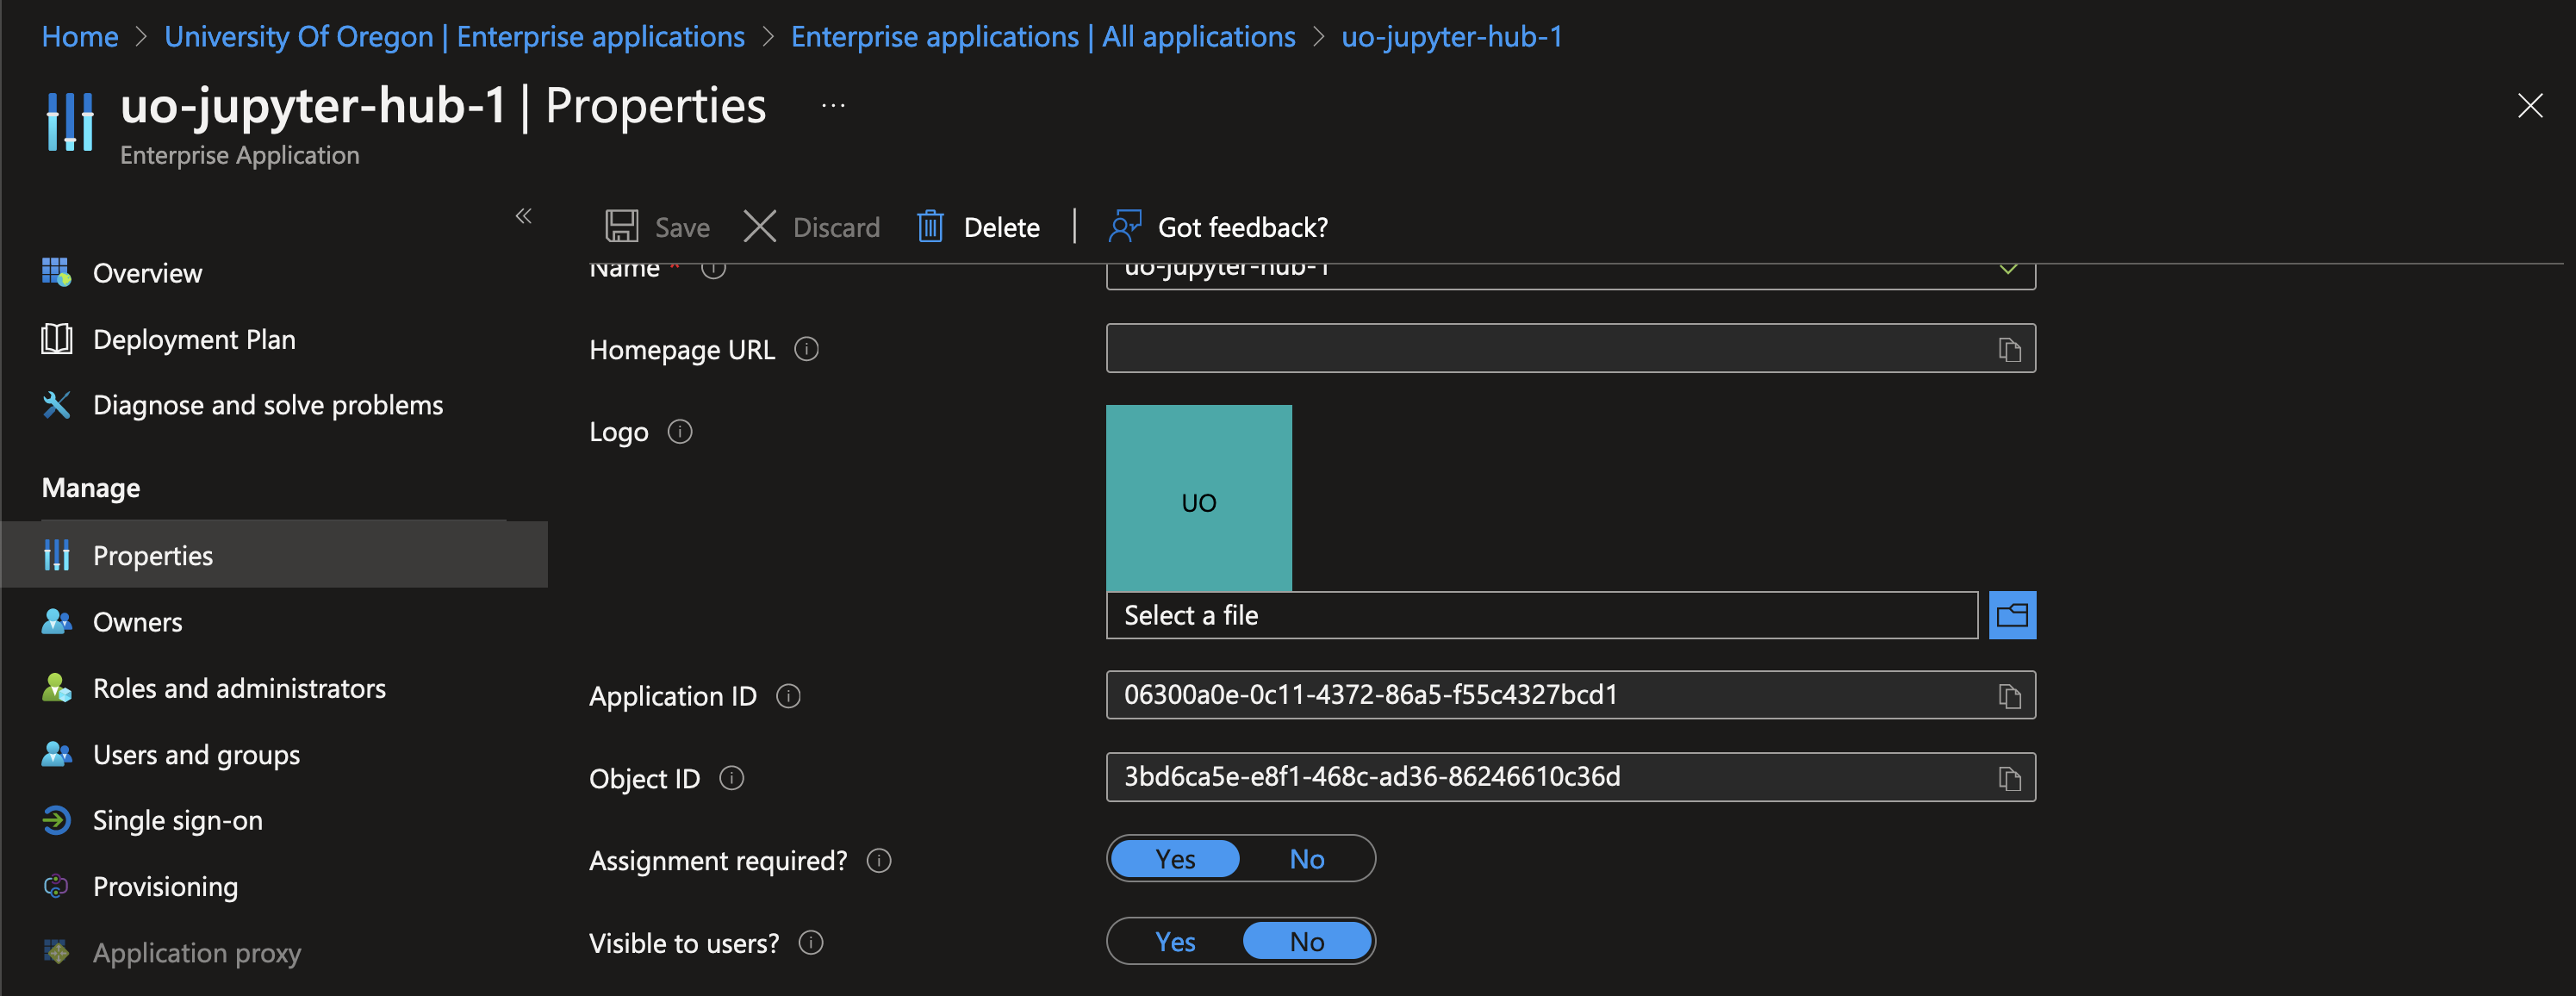 Home > University Of Oregon | Enterprise applications > Enterprise applications | All applications > uo-jupyter-hub-1
uo-jupyter-hub-1 | Properties ...
Enterprise Application
Save Discard Delete | Got feedback?
Overview
Deployment Plan
Diagnose and solve problems
Manage
Properties
Owners
Roles and administrators
Users and groups
Single sign-on
Provisioning
Application proxy
Name * uo-jupyter-hub-1
Homepage URL
Logo
UO
Select a file
Application ID 06300a0e-0c11-4372-86a5-f55c4327bcd1
Object ID 3bd6ca5e-e8f1-468c-ad36-86246610c36d
Assignment required? Yes No
Visible to users? Yes No